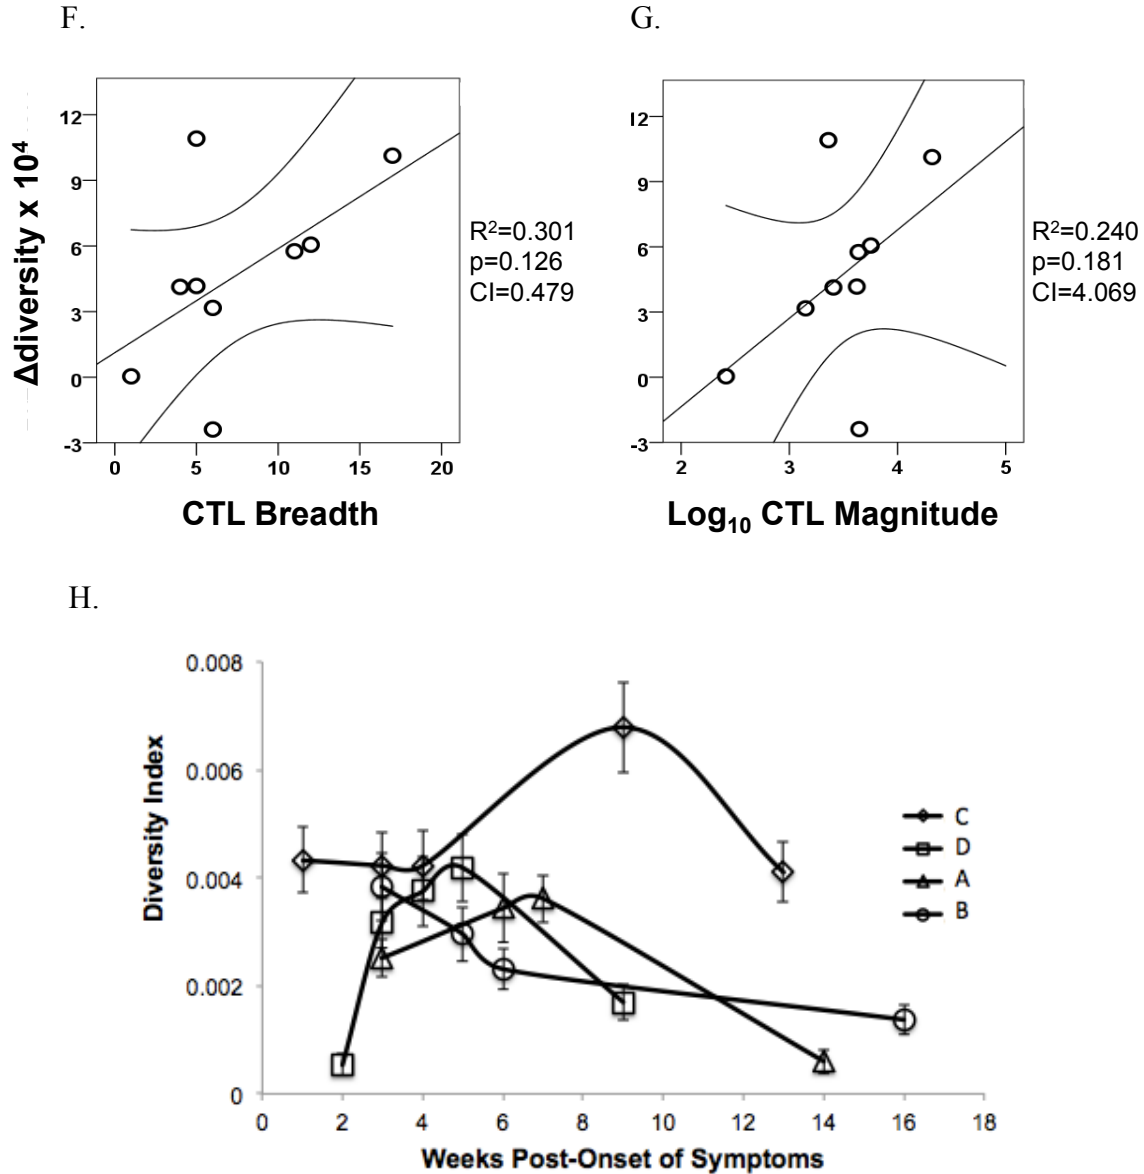 F.
G.
Δdiversity x 10⁴
12
9
6
3
0
-3
0
5
10
15
20
CTL Breadth
R²=0.301
p=0.126
CI=0.479
12
9
6
3
0
-3
2
3
4
5
Log₁₀ CTL Magnitude
R²=0.240
p=0.181
CI=4.069
H.
Diversity Index
0.008
0.006
0.004
0.002
0
0
2
4
6
8
10
12
14
16
18
Weeks Post-Onset of Symptoms
C
D
A
B